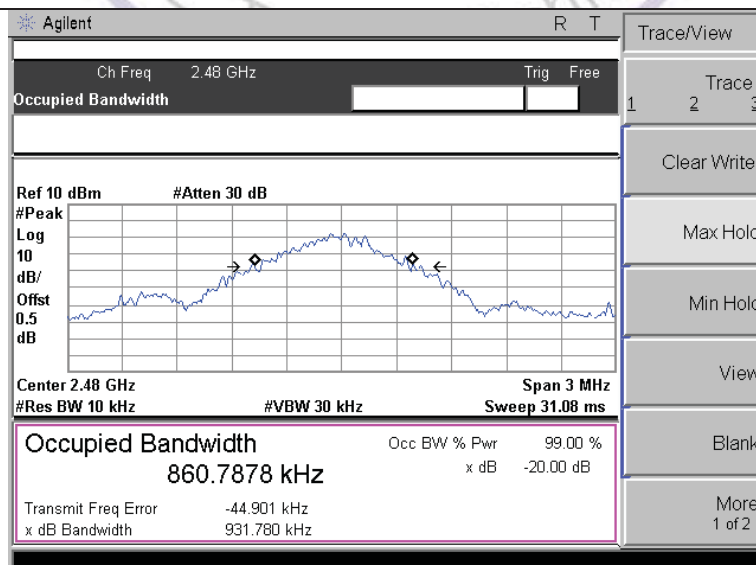 Agilent R T
Ch Freq 2.48 GHz Trig Free
Occupied Bandwidth
Ref 10 dBm #Atten 30 dB
#Peak
Log
10
dB/
Offst
0.5
dB
Center 2.48 GHz Span 3 MHz
#Res BW 10 kHz #VBW 30 kHz Sweep 31.08 ms
Occupied Bandwidth Occ BW % Pwr 99.00 %
860.7878 kHz x dB -20.00 dB
Transmit Freq Error -44.901 kHz
x dB Bandwidth 931.780 kHz
Trace/View
Trace
1 2 3
Clear Write
Max Hold
Min Hold
View
Blank
More
1 of 2